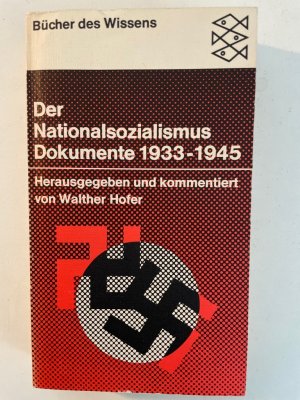 Bücher des Wissens
Der
Nationalsozialismus
Dokumente 1933-1945
Herausgegeben und kommentiert
von Walther Hofer